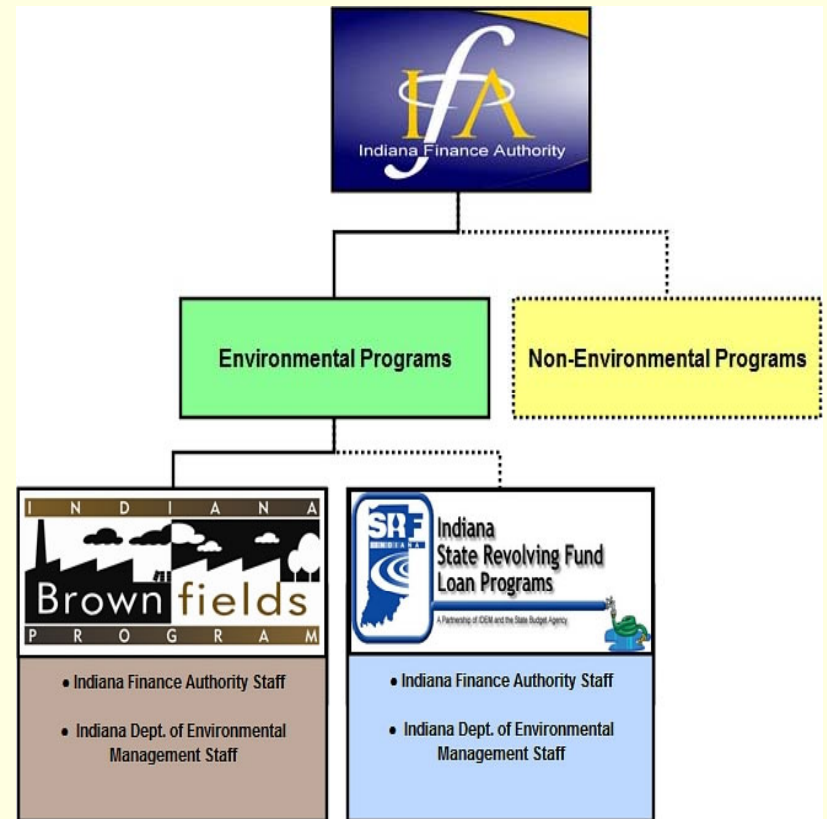 IfA
Indiana Finance Authority
Environmental Programs
Non-Environmental Programs
INDIANA
Brownfields
PROGRAM
• Indiana Finance Authority Staff
• Indiana Dept. of Environmental
Management Staff
SRF
INDIANA
Indiana
State Revolving Fund
Loan Programs
A Partnership of IDEM and the State Budget Agency
• Indiana Finance Authority Staff
• Indiana Dept. of Environmental
Management Staff